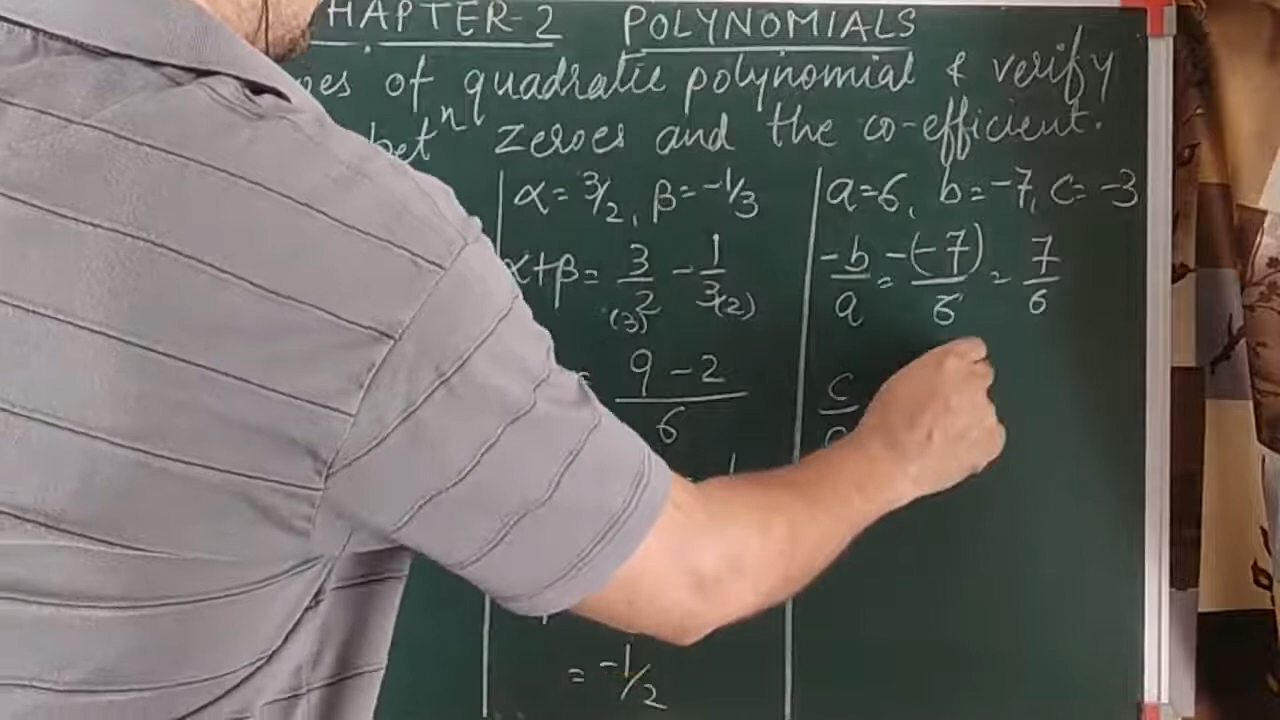 HAPTER-2 POLYNOMIALS
oes of quadratic polynomial & verify
betⁿ zeroes and the co-efficient.
α = 3/2, β = -1/3
α+β = 3/2 - 1/3
(3) (2)
9 - 2
6
= -1/2
a=6, b=-7, c=-3
-b/a = -(-7)/6 = 7/6
c